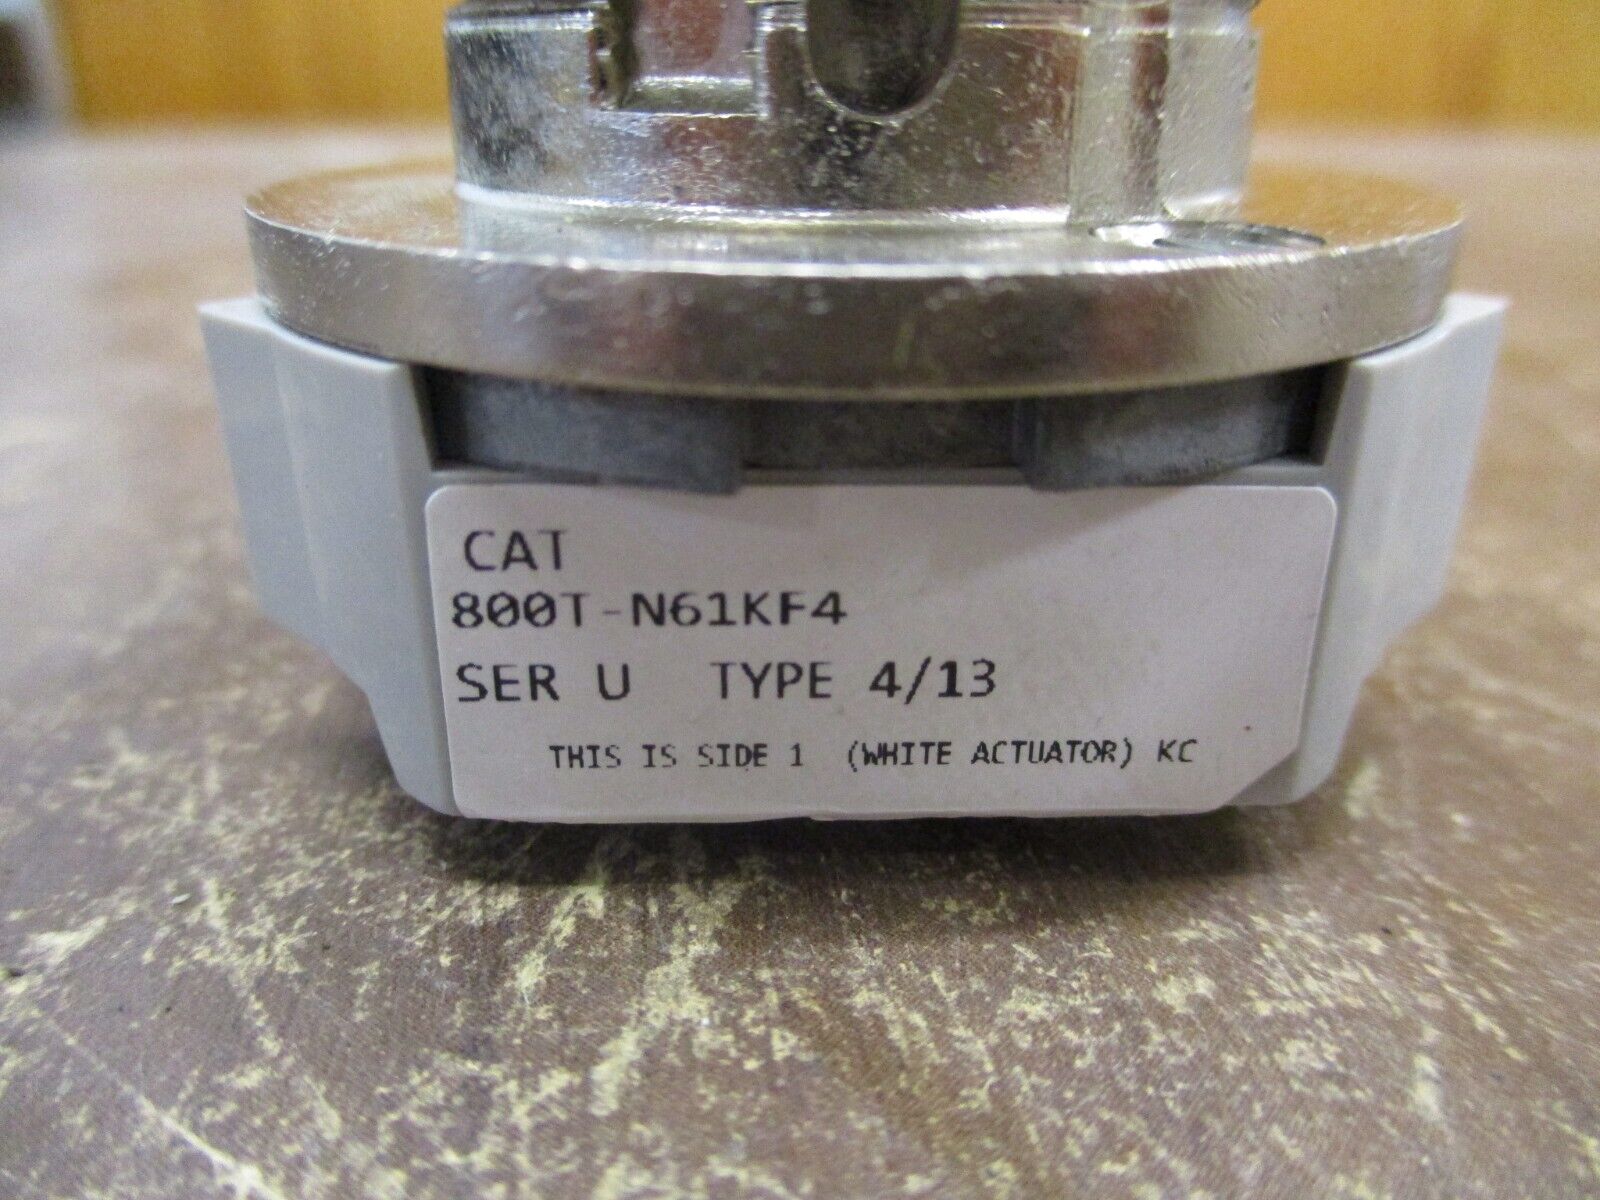 CAT
800T-N61KF4
SER U TYPE 4/13
THIS IS SIDE 1 (WHITE ACTUATOR) KC